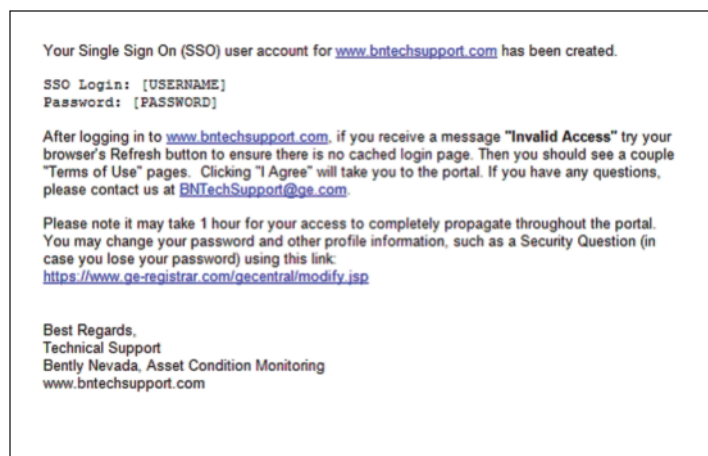 Your Single Sign On (SSO) user account for www.bntechsupport.com has been created.
SSO Login: [USERNAME]
Password: [PASSWORD]
After logging in to www.bntechsupport.com, if you receive a message "Invalid Access" try your
browser's Refresh button to ensure there is no cached login page. Then you should see a couple
"Terms of Use" pages. Clicking "I Agree" will take you to the portal. If you have any questions,
please contact us at BNTechSupport@ge.com.
Please note it may take 1 hour for your access to completely propagate throughout the portal.
You may change your password and other profile information, such as a Security Question (in
case you lose your password) using this link:
https://www.ge-registrar.com/gecentral/modify.jsp
Best Regards,
Technical Support
Bently Nevada, Asset Condition Monitoring
www.bntechsupport.com